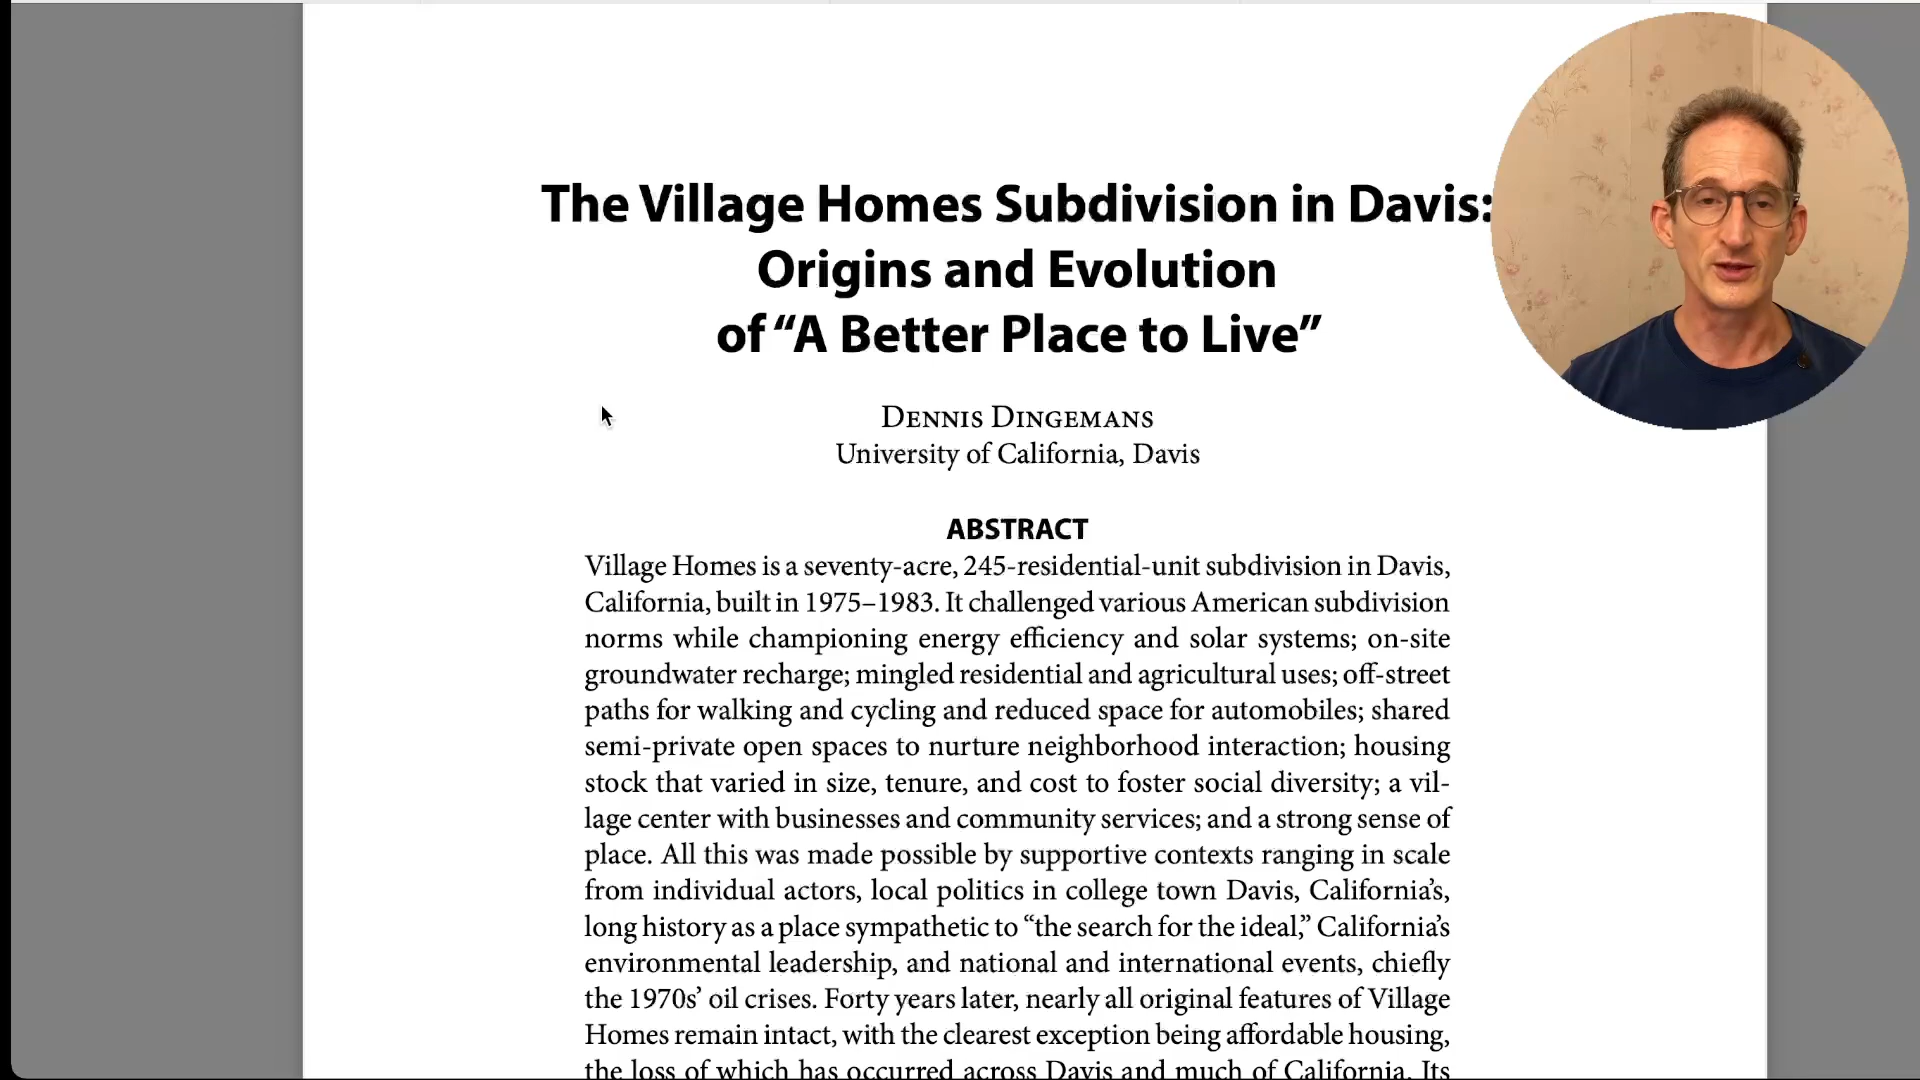 The Village Homes Subdivision in Davis:
Origins and Evolution
of “A Better Place to Live”
Dennis Dingemans
University of California, Davis
ABSTRACT
Village Homes is a seventy-acre, 245-residential-unit subdivision in Davis,
California, built in 1975–1983. It challenged various American subdivision
norms while championing energy efficiency and solar systems; on-site
groundwater recharge; mingled residential and agricultural uses; off-street
paths for walking and cycling and reduced space for automobiles; shared
semi-private open spaces to nurture neighborhood interaction; housing
stock that varied in size, tenure, and cost to foster social diversity; a vil-
lage center with businesses and community services; and a strong sense of
place. All this was made possible by supportive contexts ranging in scale
from individual actors, local politics in college town Davis, California’s,
long history as a place sympathetic to “the search for the ideal,” California’s
environmental leadership, and national and international events, chiefly
the 1970s’ oil crises. Forty years later, nearly all original features of Village
Homes remain intact, with the clearest exception being affordable housing,
the loss of which has occurred across Davis and much of California. Its